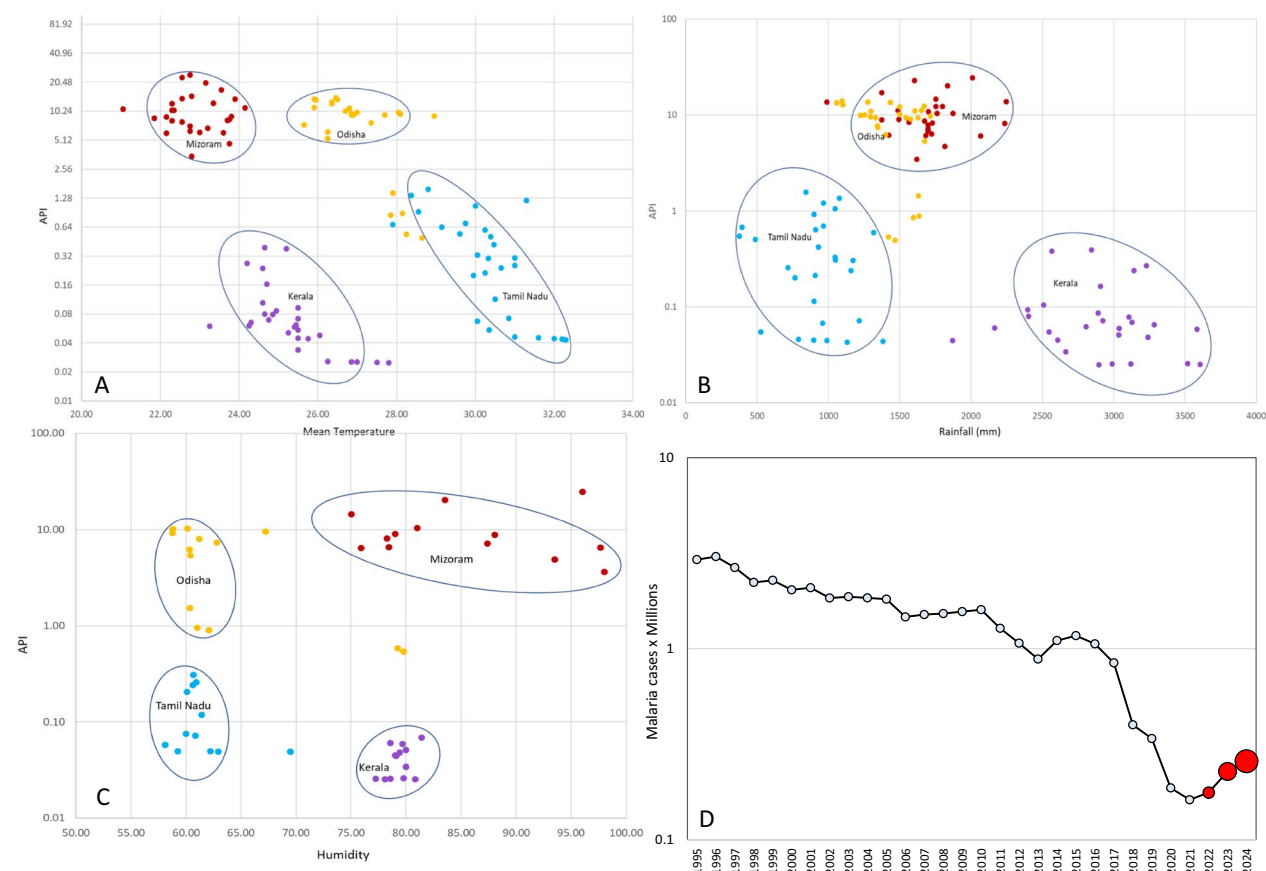 81.92
40.96
20.48
10.24
5.12
2.56
1.28
0.64
0.32
0.16
0.08
0.04
0.02
0.01
API
Mizoram
Odisha
Kerala
Tamil Nadu
A
20.00 22.00 24.00 26.00 28.00 30.00 32.00 34.00
Mean Temperature
100
10
1
0.1
0.01
API
Mizoram
Odisha
Tamil Nadu
Kerala
B
0 500 1000 1500 2000 2500 3000 3500 4000
Rainfall (mm)
100.00
10.00
1.00
0.10
0.01
API
Mizoram
Odisha
Tamil Nadu
Kerala
C
50.00 55.00 60.00 65.00 70.00 75.00 80.00 85.00 90.00 95.00 100.00
Humidity
10
1
0.1
Malaria cases x Millions
D
1995 1996 1997 1998 1999 2000 2001 2002 2003 2004 2005 2006 2007 2008 2009 2010 2011 2012 2013 2014 2015 2016 2017 2018 2019 2020 2021 2022 2023 2024